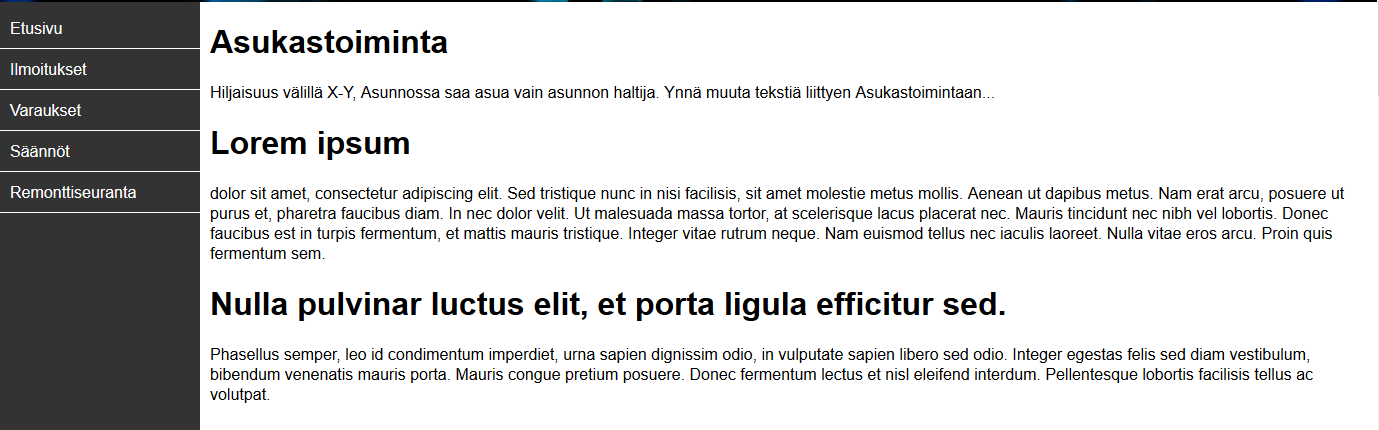 Etusivu
Ilmoitukset
Varaukset
Säännöt
Remonttiseuranta
Asukastoiminta
Hiljaisuus välillä X-Y, Asunnossa saa asua vain asunnon haltija. Ynnä muuta tekstiä liittyen Asukastoimintaan...
Lorem ipsum
dolor sit amet, consectetur adipiscing elit. Sed tristique nunc in nisi facilisis, sit amet molestie metus mollis. Aenean ut dapibus metus. Nam erat arcu, posuere ut
purus et, pharetra faucibus diam. In nec dolor velit. Ut malesuada massa tortor, at scelerisque lacus placerat nec. Mauris tincidunt nec nibh vel lobortis. Donec
faucibus est in turpis fermentum, et mattis mauris tristique. Integer vitae rutrum neque. Nam euismod tellus nec iaculis laoreet. Nulla vitae eros arcu. Proin quis
fermentum sem.
Nulla pulvinar luctus elit, et porta ligula efficitur sed.
Phasellus semper, leo id condimentum imperdiet, urna sapien dignissim odio, in vulputate sapien libero sed odio. Integer egestas felis sed diam vestibulum,
bibendum venenatis mauris porta. Mauris congue pretium posuere. Donec fermentum lectus et nisl eleifend interdum. Pellentesque lobortis facilisis tellus ac
volutpat.